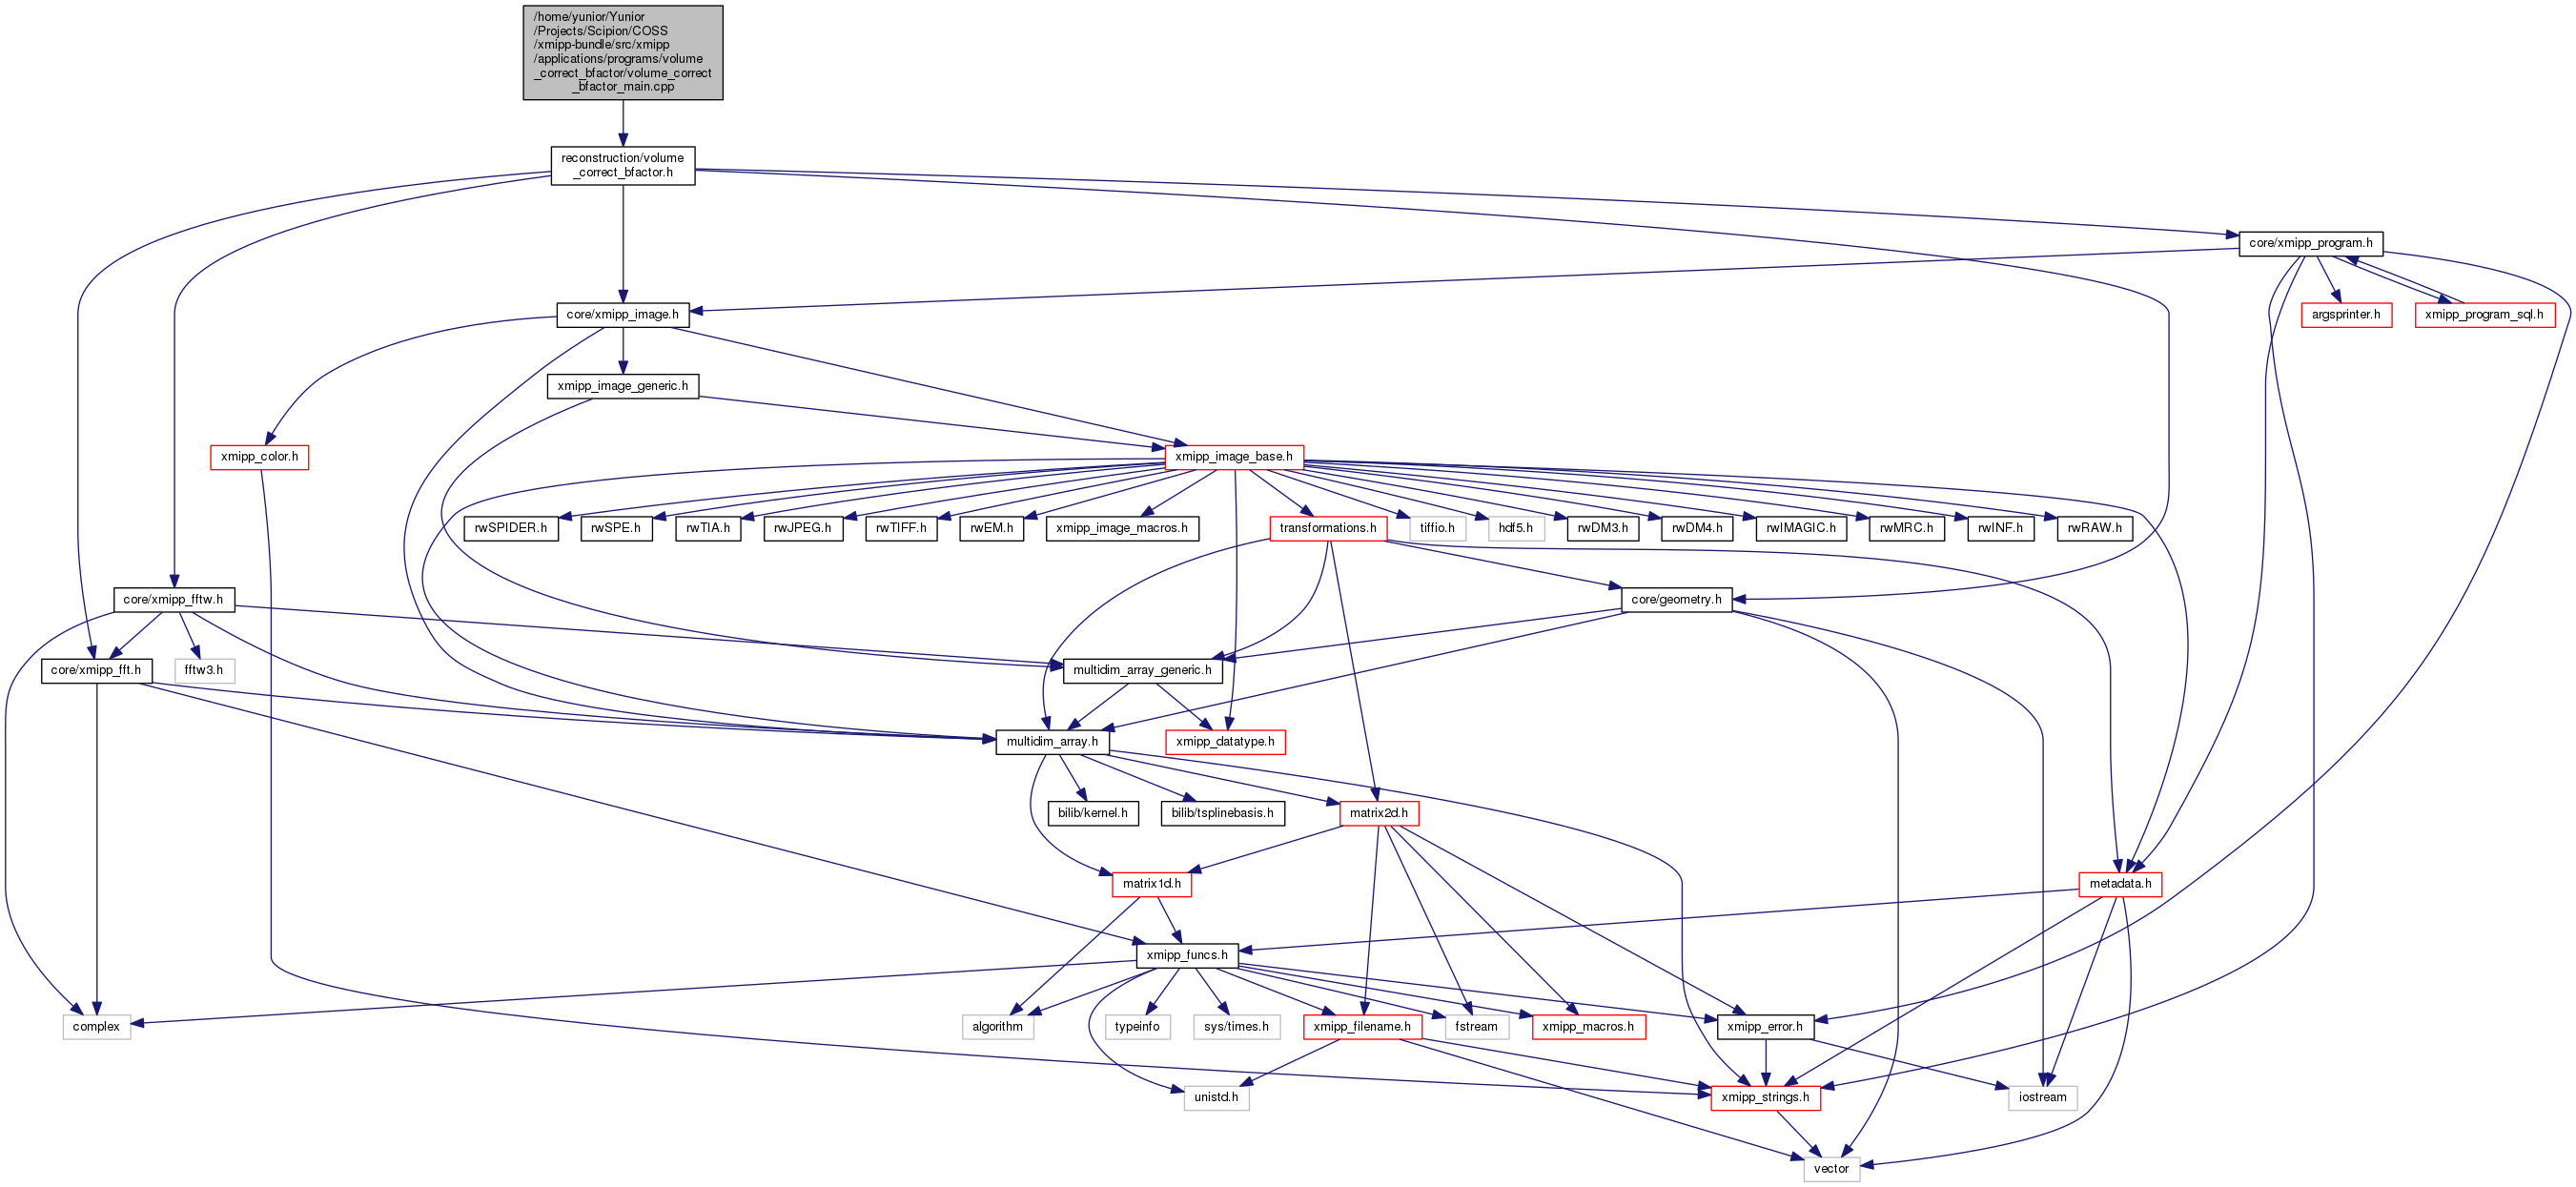 /home/yunior/Yunior
/Projects/Scipion/COSS
/xmipp-bundle/src/xmipp
/applications/programs/volume
_correct_bfactor/volume_correct
_bfactor_main.cpp
reconstruction/volume
_correct_bfactor.h
core/xmipp_program.h
core/xmipp_image.h
argsprinter.h
xmipp_program_sql.h
xmipp_image_generic.h
xmipp_color.h
xmipp_image_base.h
rwSPIDER.h
rwSPE.h
rwTIA.h
rwJPEG.h
rwTIFF.h
rwEM.h
xmipp_image_macros.h
transformations.h
tiffio.h
hdf5.h
rwDM3.h
rwDM4.h
rwIMAGIC.h
rwMRC.h
rwINF.h
rwRAW.h
core/xmipp_fftw.h
core/geometry.h
core/xmipp_fft.h
fftw3.h
multidim_array_generic.h
multidim_array.h
xmipp_datatype.h
bilib/kernel.h
bilib/tsplinebasis.h
matrix2d.h
matrix1d.h
metadata.h
xmipp_funcs.h
complex
algorithm
typeinfo
sys/times.h
xmipp_filename.h
fstream
xmipp_macros.h
xmipp_error.h
unistd.h
xmipp_strings.h
iostream
vector